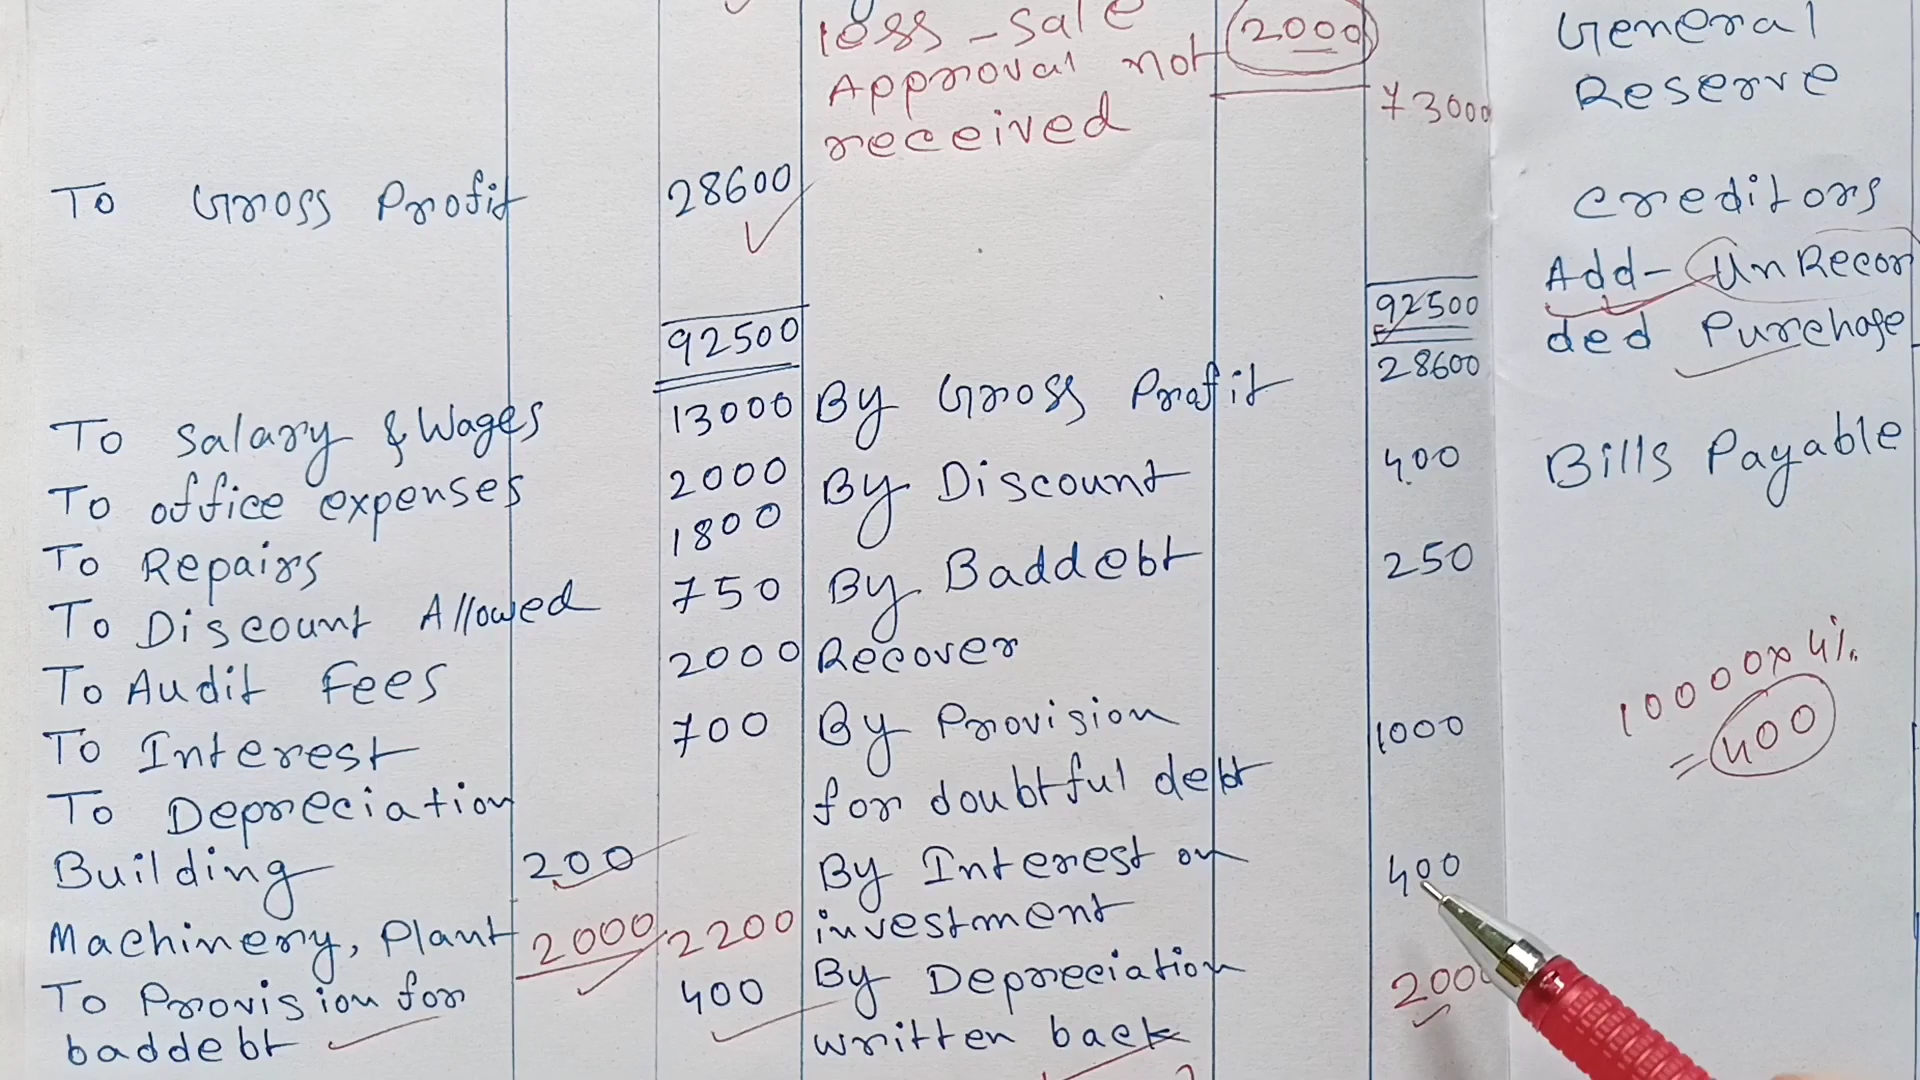 less - sale 2000
Approval not
received 73000
To Gross Profit 28600
92500 92500
28600
To Salary & Wages 13000 By Gross Profit
To office expenses 2000 By Discount 400
To Repairs 1800
To Discount Allowed 750 By Baddebt 250
To Audit Fees 2000 Recover
To Interest 700 By Provision 1000
To Depreciation for doubtful debt
Building 200 By Interest on 400
Machinery, Plant 2000 2200 investment
To Provision for 400 By Depreciation 2000
baddebt written back
General
Reserve
Creditors
Add- UnRecor
ded Purchase
Bills Payable
10000x4%
= 400